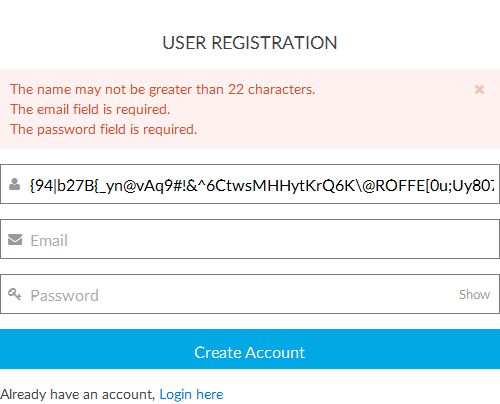 USER REGISTRATION
The name may not be greater than 22 characters.
The email field is required.
The password field is required.
{94|b27B{_yn@vAq9#!&^6CtwsMHHytKrQ6K\@ROFFE[0u;Uy807
Email
Password Show
Create Account
Already have an account, Login here